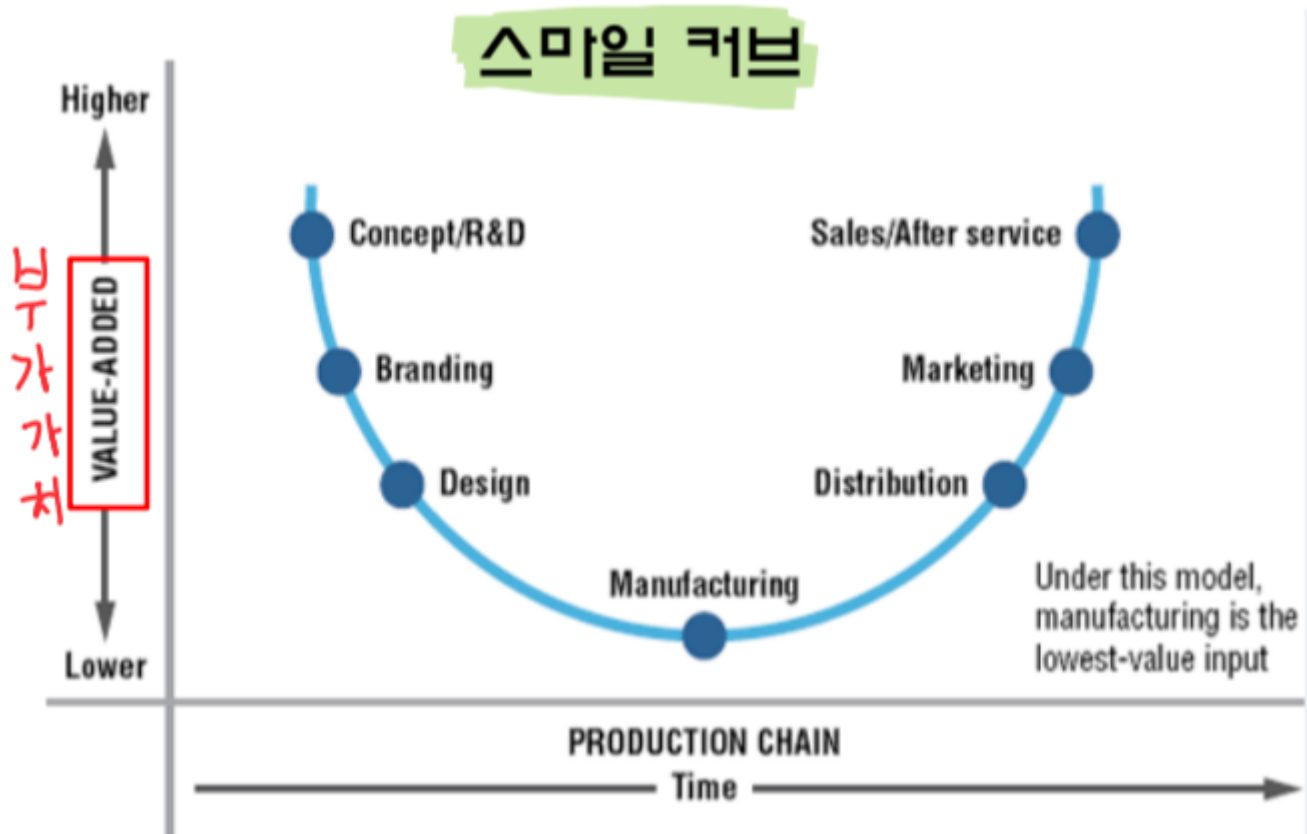 스마일 커브
Higher
부가가치
VALUE-ADDED
Lower
Concept/R&D
Branding
Design
Manufacturing
Sales/After service
Marketing
Distribution
Under this model,
manufacturing is the
lowest-value input
PRODUCTION CHAIN
Time